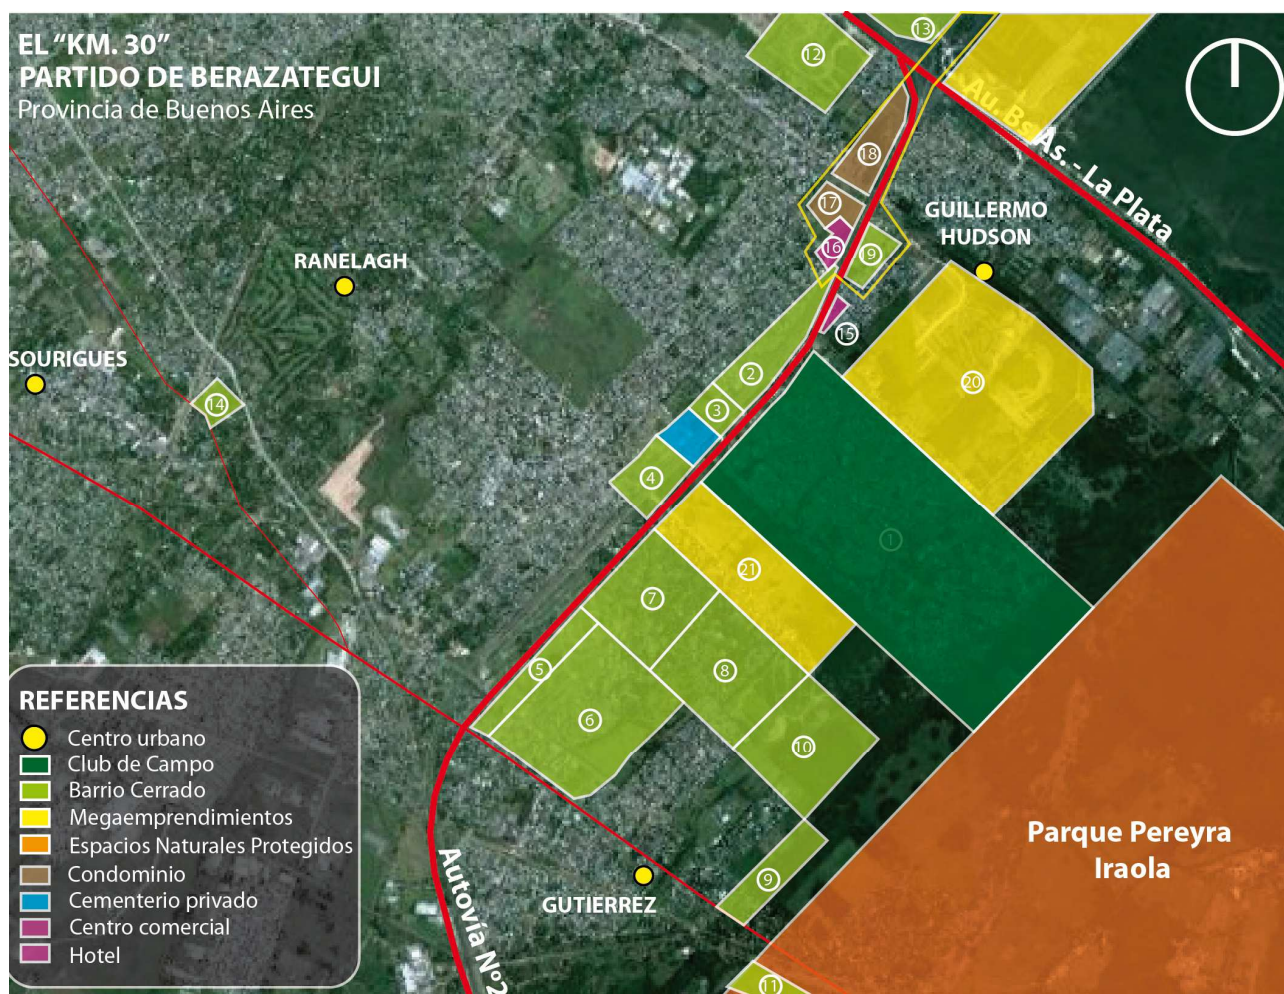 EL “KM. 30”
PARTIDO DE BERAZATEGUI
Provincia de Buenos Aires
13
12
Au. Bs As. - La Plata
18
17
GUILLERMO
HUDSON
16
19
RANELAGH
15
SOURIGUES
2
20
14
3
4
1
21
7
5
8
6
10
REFERENCIAS
Centro urbano
Club de Campo
Barrio Cerrado
Megaemprendimientos
Espacios Naturales Protegidos
Condominio
Cementerio privado
Centro comercial
Hotel
Parque Pereyra
Iraola
9
GUTIERREZ
Autovía Nº2
11